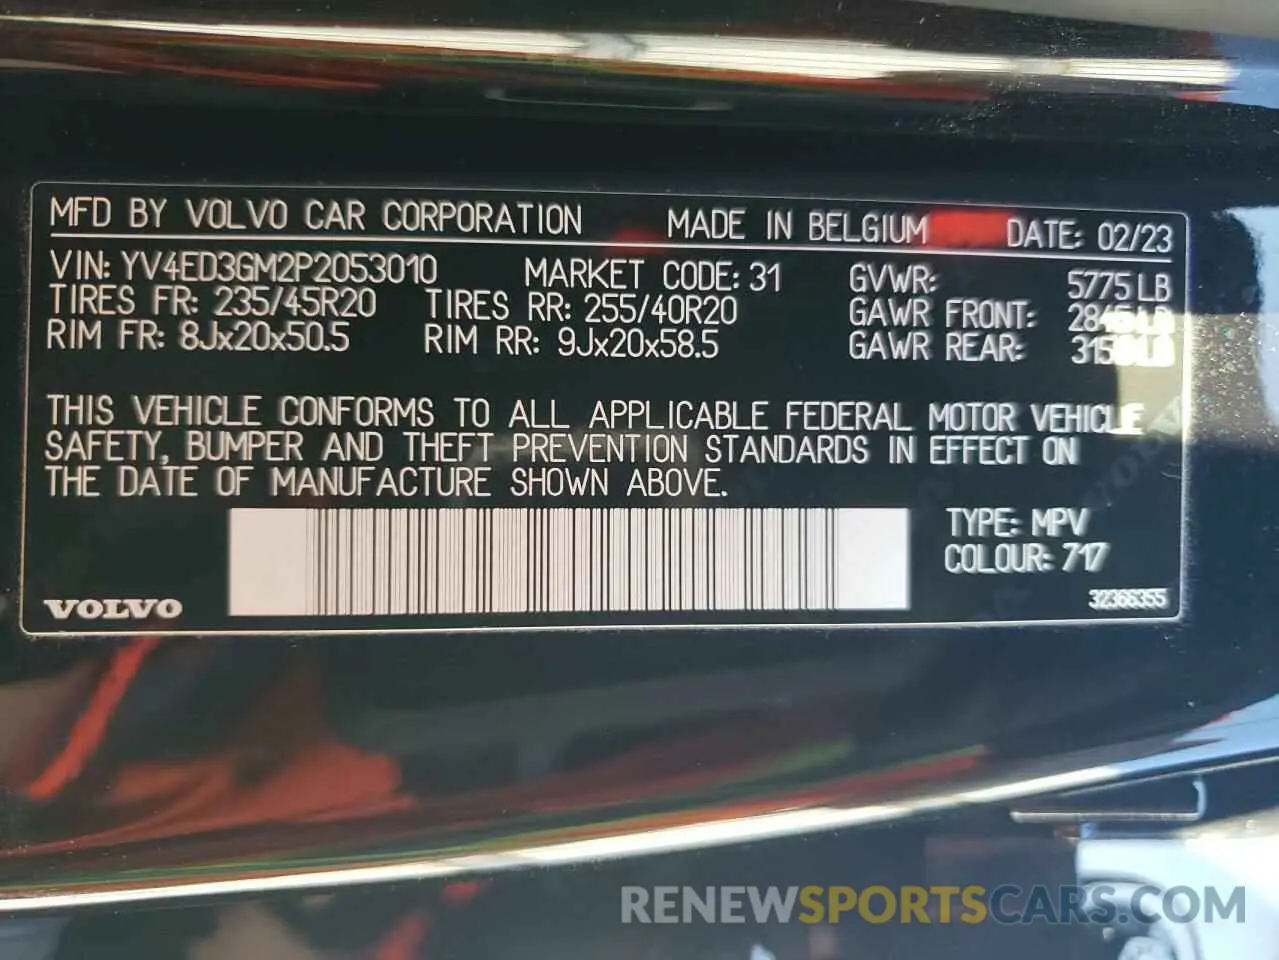 MFD BY VOLVO CAR CORPORATION MADE IN BELGIUM DATE: 02/23
VIN: YV4ED3GM2P2053010 MARKET CODE: 31 GVWR: 5775 LB
TIRES FR: 235/45R20 TIRES RR: 255/40R20 GAWR FRONT:
RIM FR: 8Jx20x50.5 RIM RR: 9Jx20x58.5 GAWR REAR:
THIS VEHICLE CONFORMS TO ALL APPLICABLE FEDERAL MOTOR VEHICLE
SAFETY, BUMPER AND THEFT PREVENTION STANDARDS IN EFFECT ON
THE DATE OF MANUFACTURE SHOWN ABOVE.
TYPE: MPV
COLOUR: 717
VOLVO
32366355
RENEWSPORTSCARS.COM